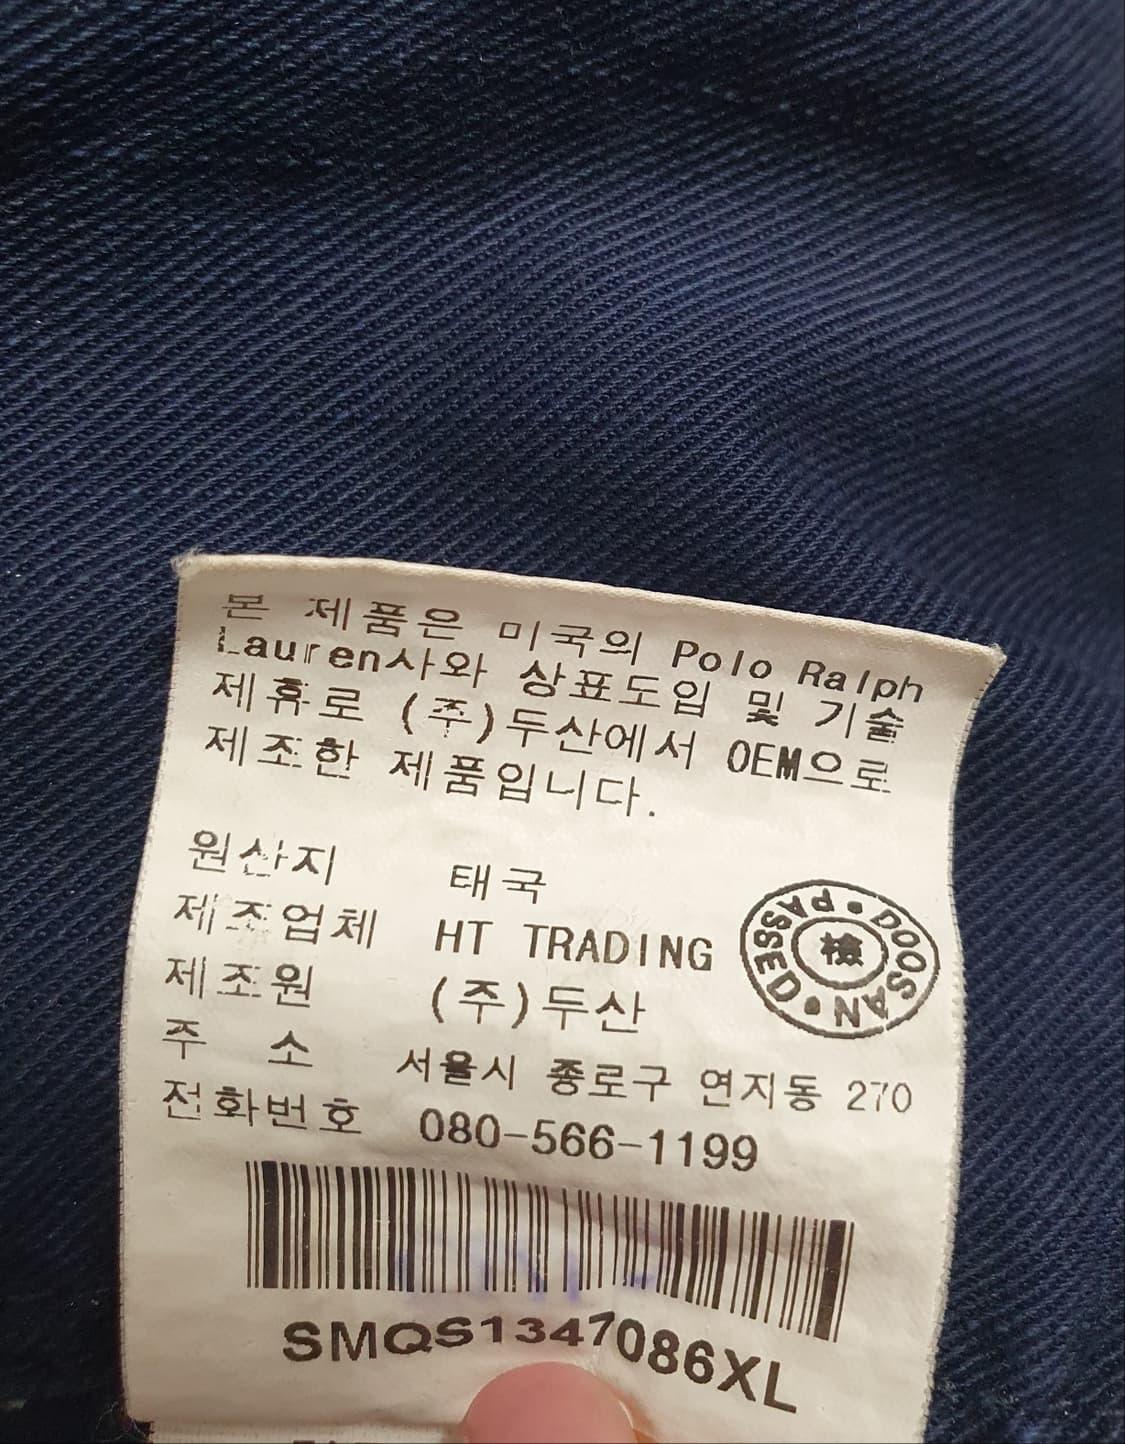 본 제품은 미국의 Polo Ralph
Lauren사와 상표도입 및 기술
제휴로 (주)두산에서 OEM으로
제조한 제품입니다.
원산지 태국
제조업체 HT TRADING
제조원 (주)두산
주 소 서울시 종로구 연지동 270
전화번호 080-566-1199
DOOSAN • PASSED •
檢
SMQS1347086XL